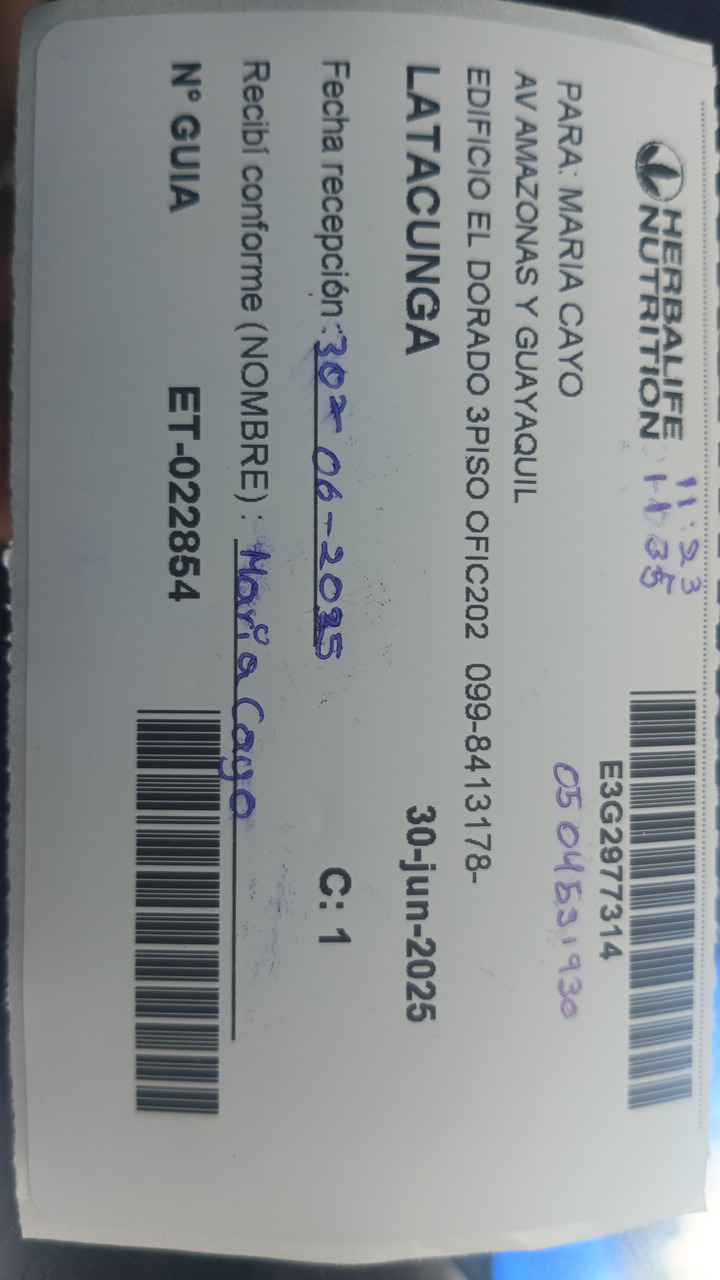 HERBALIFE
NUTRITION
11:23
11:35
E3G2977314
PARA: MARIA CAYO
0504531930
AV AMAZONAS Y GUAYAQUIL
EDIFICIO EL DORADO 3PISO OFIC202 099-8413178-
LATACUNGA 30-jun-2025
Fecha recepción: 30-06-2025 C: 1
Recibí conforme (NOMBRE) : Maria Cayo
N° GUIA ET-022854